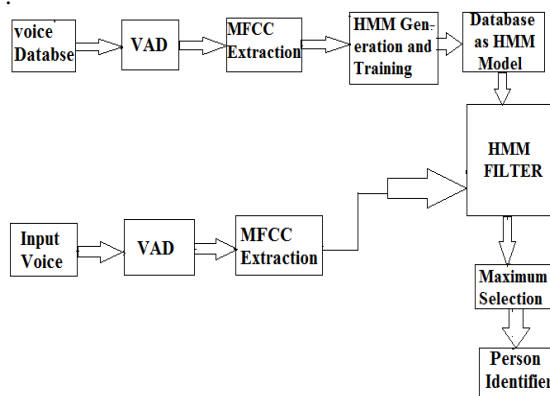 voice
Databse
VAD
MFCC
Extraction
HMM Gen-
eration and
Training
Database
as HMM
Model
HMM
FILTER
Input
Voice
VAD
MFCC
Extraction
Maximum
Selection
Person
Identifier